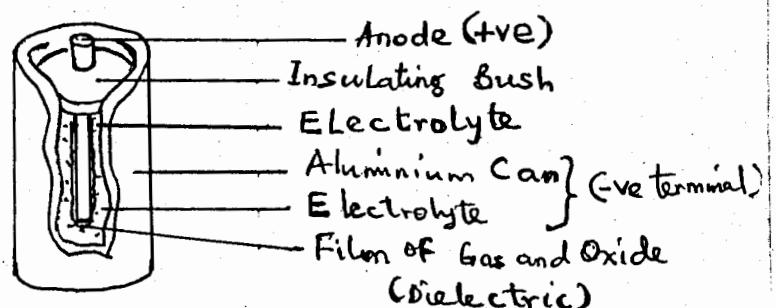 Anode (+ve)
Insulating Bush
Electrolyte
Aluminium Can } (-ve terminal)
Electrolyte
Film of Gas and Oxide
(Dielectric)